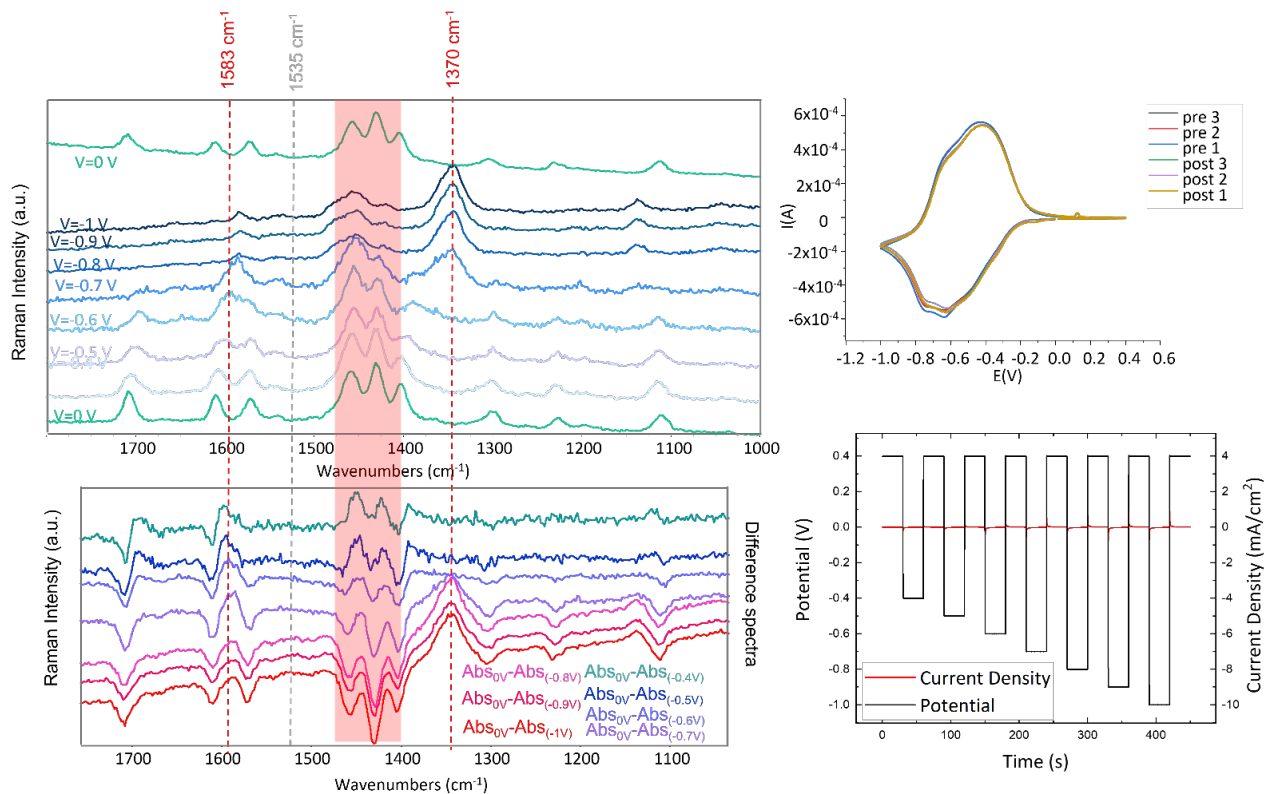 1583 cm-1
1535 cm-1
1370 cm-1
Raman Intensity (a.u.)
V=0 V
V=-1 V
V=-0.9 V
V=-0.8 V
V=-0.7 V
V=-0.6 V
V=-0.5 V
V=-0.4 V
V=0 V
1700 1600 1500 1400 1300 1200 1100 1000
Wavenumbers (cm-1)
Raman Intensity (a.u.)
Difference spectra
Abs0V-Abs(-0.8V) Abs0V-Abs(-0.4V)
Abs0V-Abs(-0.9V) Abs0V-Abs(-0.5V)
Abs0V-Abs(-0.6V)
Abs0V-Abs(-1V) Abs0V-Abs(-0.7V)
1700 1600 1500 1400 1300 1200 1100
Wavenumbers (cm-1)
I(A)
6x10-4
4x10-4
2x10-4
0
-2x10-4
-4x10-4
-6x10-4
-1.2 -1.0 -0.8 -0.6 -0.4 -0.2 0.0 0.2 0.4 0.6
E(V)
pre 3
pre 2
pre 1
post 3
post 2
post 1
Potential (V)
0.4
0.2
0.0
-0.2
-0.4
-0.6
-0.8
-1.0
Current Density
Potential
0 100 200 300 400
Time (s)
4
2
0
-2
-4
-6
-8
-10
Current Density (mA/cm2)